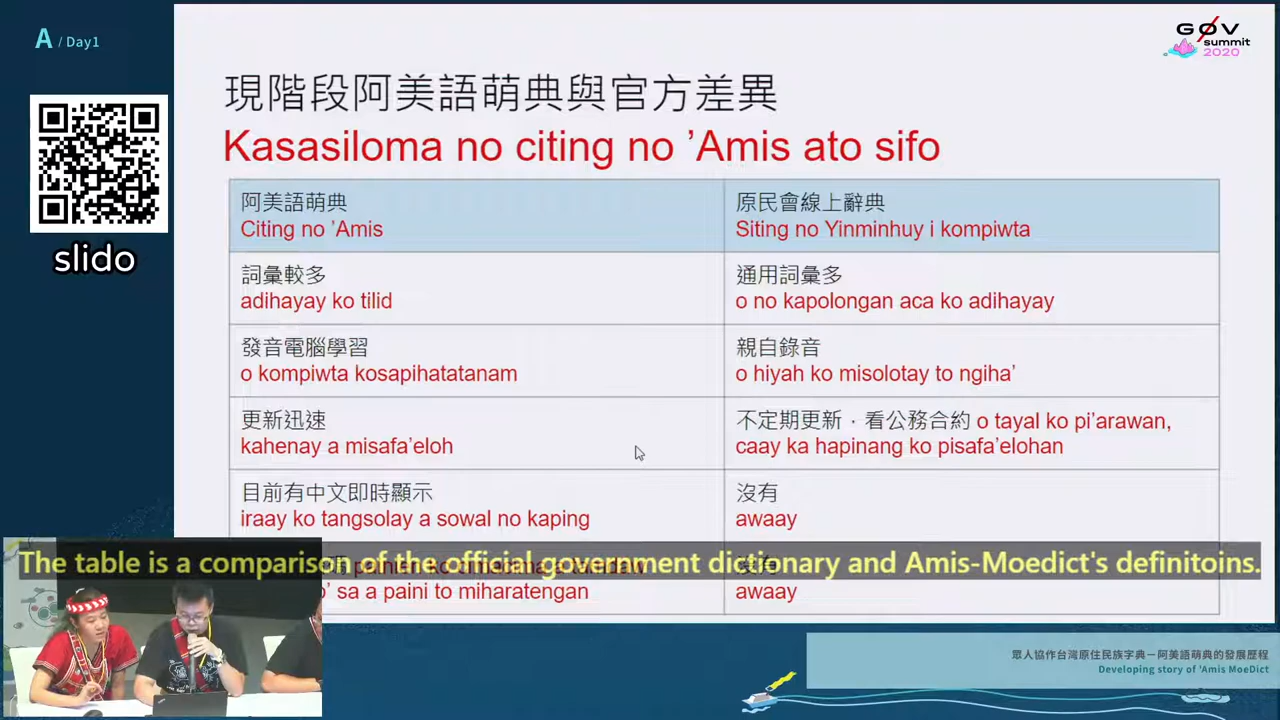 A / Day1
GØV
summit
2020
slido
現階段阿美語萌典與官方差異
Kasasiloma no citing no ’Amis ato sifo
阿美語萌典
Citing no ’Amis
原民會線上辭典
Siting no Yinminhuy i kompiwta
詞彙較多
adihayay ko tilid
通用詞彙多
o no kapolongan aca ko adihayay
發音電腦學習
o kompiwta kosapihatatanam
親自錄音
o hiyah ko misolotay to ngiha’
更新迅速
kahenay a misafa’eloh
不定期更新，看公務合約 o tayal ko pi’arawan,
caay ka hapinang ko pisafa’elohan
目前有中文即時顯示
iraay ko tangsolay a sowal no kaping
沒有
awaay
The table is a comparison of the official government dictionary and Amis-Moedict's definitoins.
sa a paini to miharatengan
沒有
awaay
眾人協作台灣原住民族字典－阿美語萌典的發展歷程
Developing story of ’Amis MoeDict